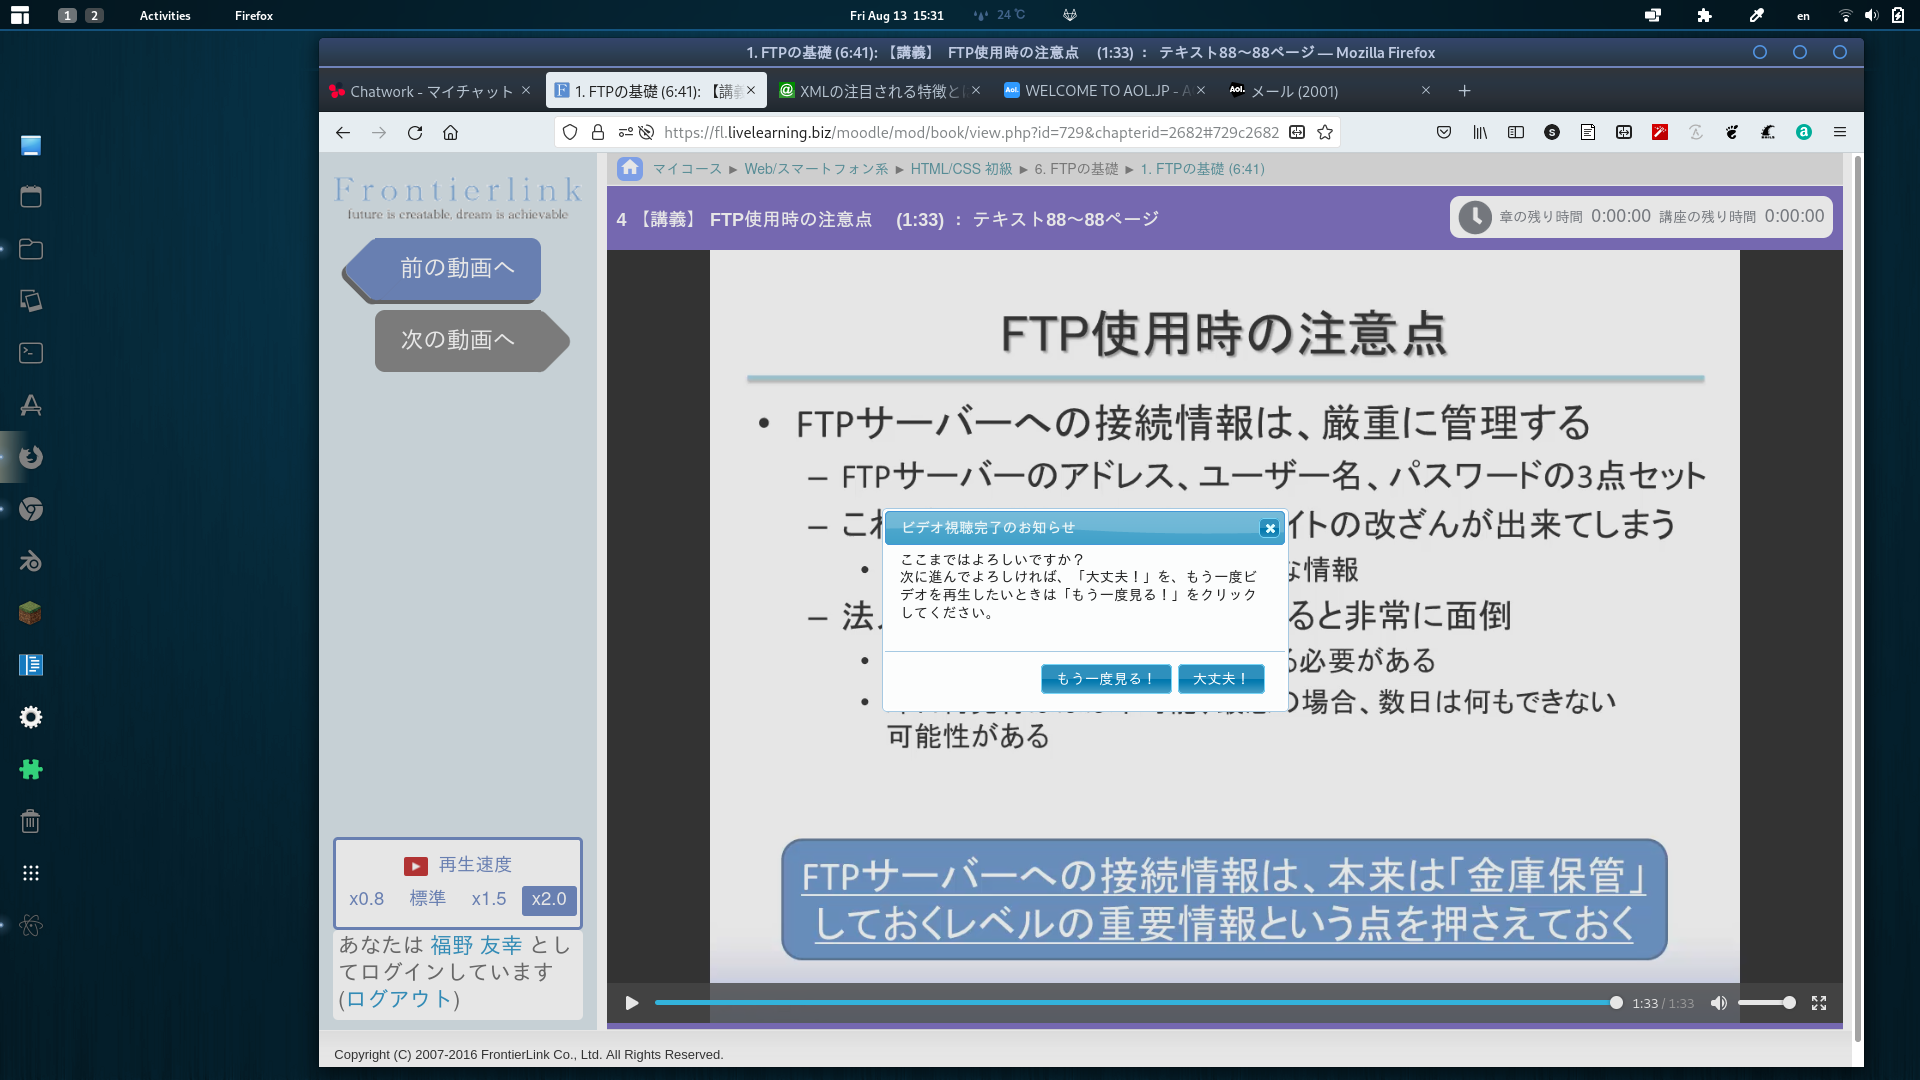 1 2 Activities Firefox Fri Aug 13 15:31 24 °C en
1. FTPの基礎 (6:41): 【講義】 FTP使用時の注意点 (1:33) ： テキスト88～88ページ — Mozilla Firefox
Chatwork - マイチャット
1. FTPの基礎 (6:41): 【講義
XMLの注目される特徴と
WELCOME TO AOL.JP - A
メール (2001)
https://fl.livelearning.biz/moodle/mod/book/view.php?id=729&chapterid=2682#729c2682
マイコース ► Web/スマートフォン系 ► HTML/CSS 初級 ► 6. FTPの基礎 ► 1. FTPの基礎 (6:41)
Frontierlink
future is creatable, dream is achievable
前の動画へ
次の動画へ
4 【講義】 FTP使用時の注意点 (1:33) ： テキスト88～88ページ
章の残り時間 0:00:00 講座の残り時間 0:00:00
FTP使用時の注意点
• FTPサーバーへの接続情報は、厳重に管理する
– FTPサーバーのアドレス、ユーザー名、パスワードの3点セット
– これ イトの改ざんが出来てしまう
• な情報
– 法 ると非常に面倒
• る必要がある
• の場合、数日は何もできない
可能性がある
ビデオ視聴完了のお知らせ
ここまではよろしいですか？
次に進んでよろしければ、「大丈夫！」を、もう一度ビ
デオを再生したいときは「もう一度見る！」をクリック
してください。
もう一度見る！ 大丈夫！
FTPサーバーへの接続情報は、本来は「金庫保管」
しておくレベルの重要情報という点を押さえておく
1:33 / 1:33
再生速度
x0.8 標準 x1.5 x2.0
あなたは 福野 友幸 とし
てログインしています
(ログアウト)
Copyright (C) 2007-2016 FrontierLink Co., Ltd. All Rights Reserved.